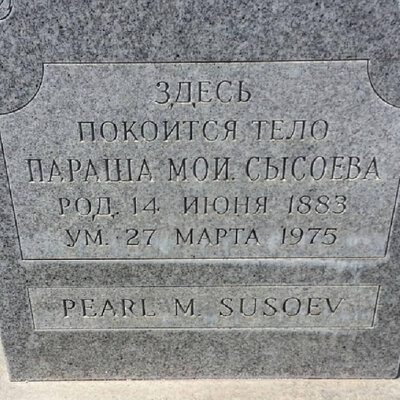 ЗДЕСЬ
ПОКОИТСЯ ТЕЛО
ПАРАША МОИ. СЫСОЕВА
РОД. 14 ИЮНЯ 1883
УМ. 27 МАРТА 1975
PEARL M. SUSOEV